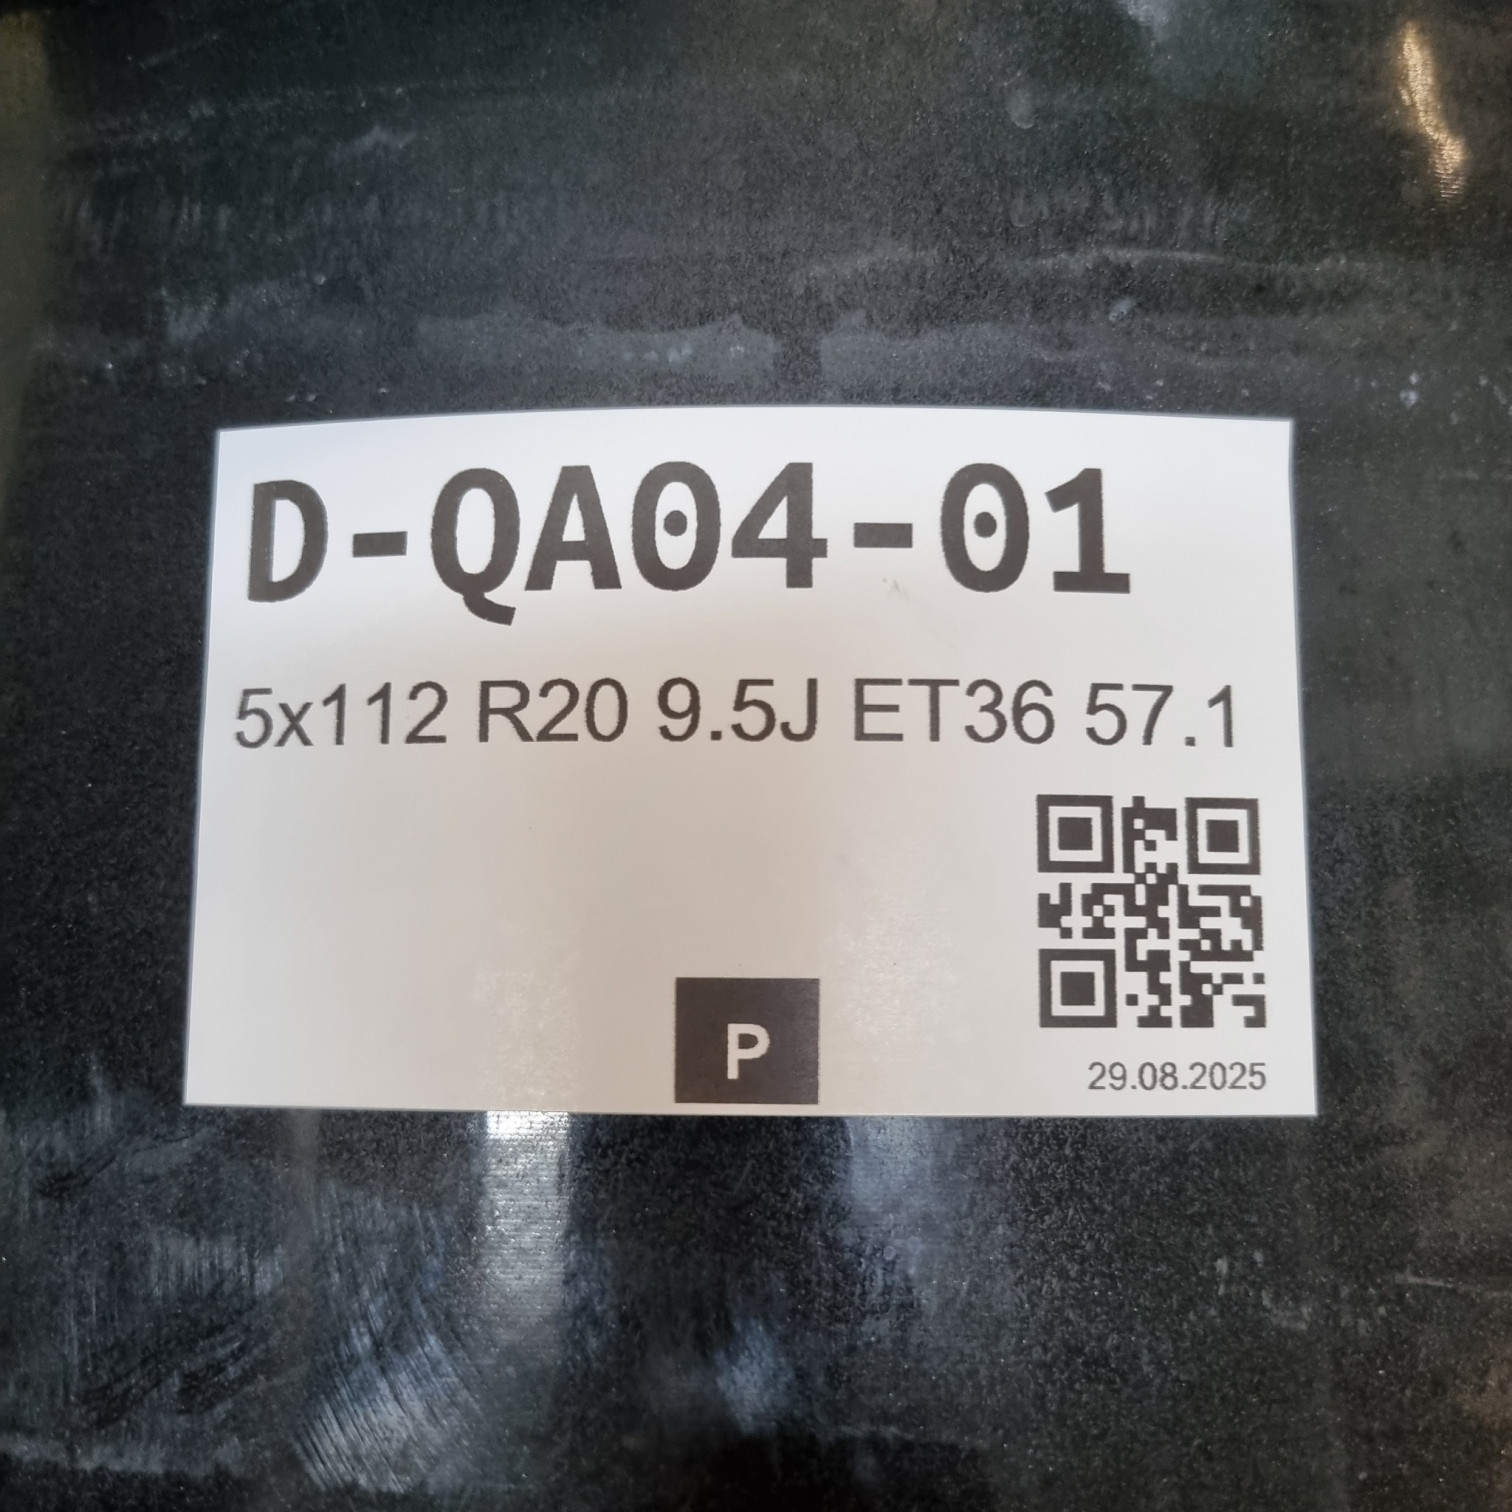 D-QA04-01
5x112 R20 9.5J ET36 57.1
P
29.08.2025